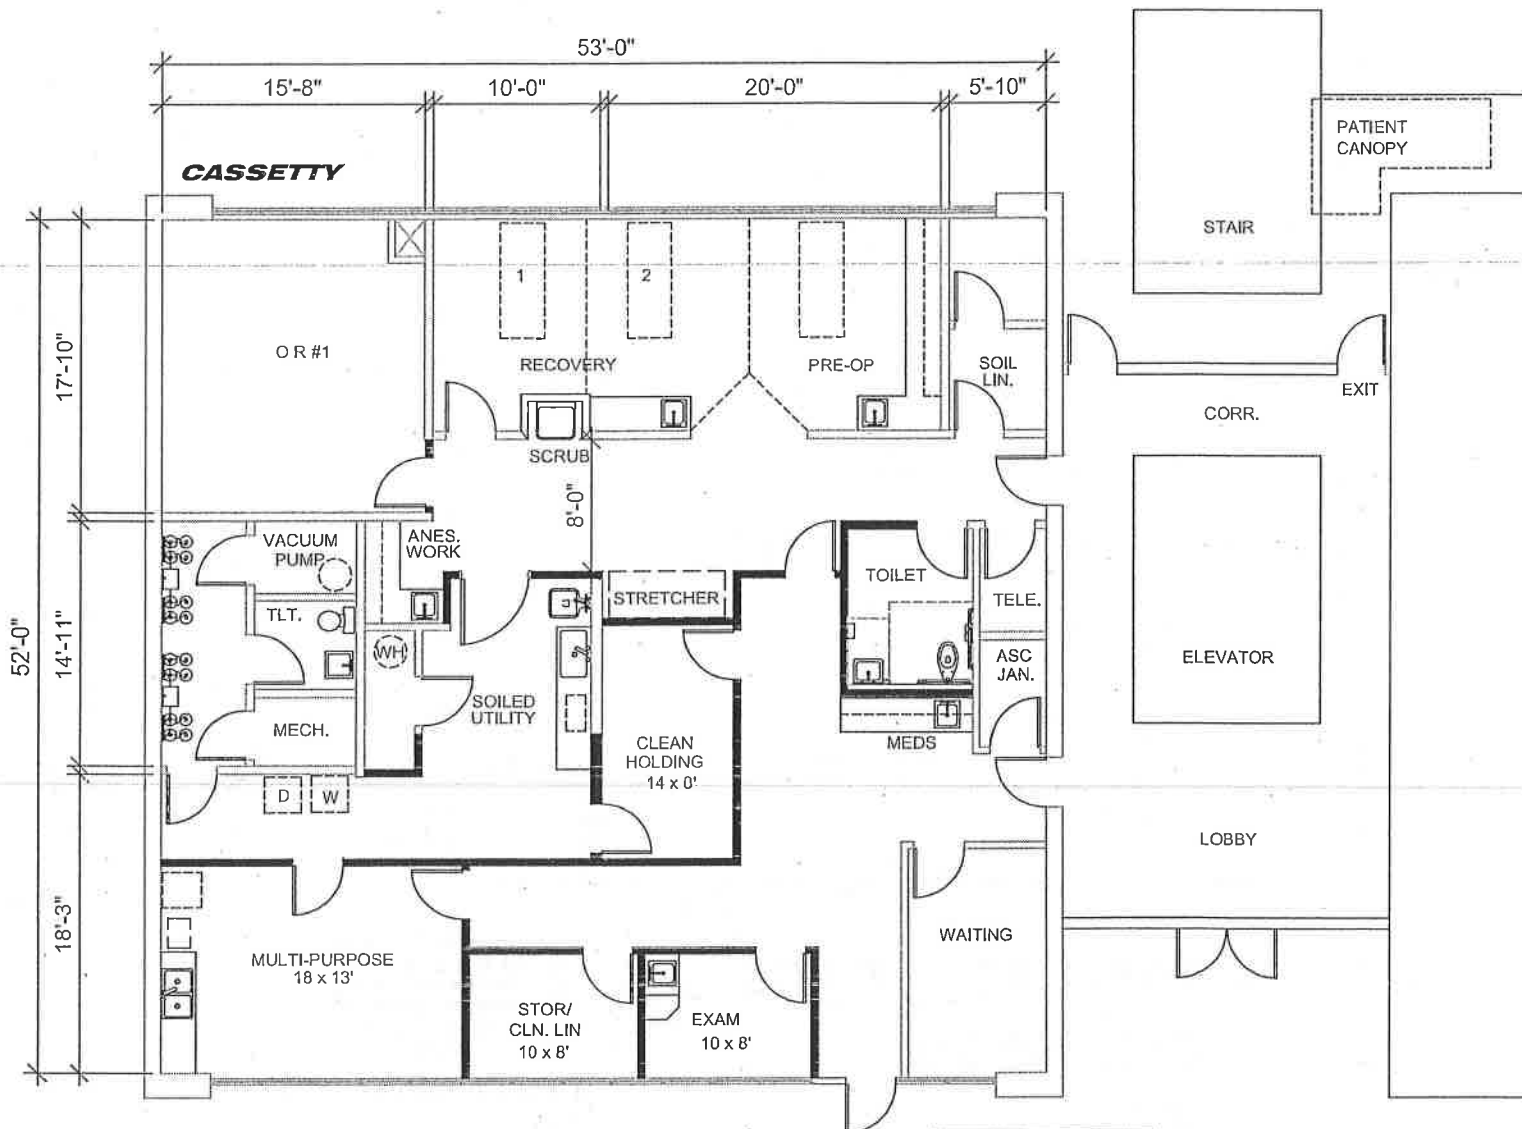 53'-0"
15'-8"
10'-0"
20'-0"
5'-10"
CASSETTY
PATIENT
CANOPY
STAIR
1
2
17'-10"
O R #1
RECOVERY
PRE-OP
SOIL
LIN.
EXIT
CORR.
SCRUB
8'-0"
VACUUM
PUMP
ANES.
WORK
TOILET
STRETCHER
TELE.
TLT.
14'-11"
52'-0"
WH
ASC
JAN.
ELEVATOR
SOILED
UTILITY
MECH.
MEDS
CLEAN
HOLDING
14 x 0'
D
W
LOBBY
18'-3"
WAITING
MULTI-PURPOSE
18 x 13'
STOR/
CLN. LIN
10 x 8'
EXAM
10 x 8'